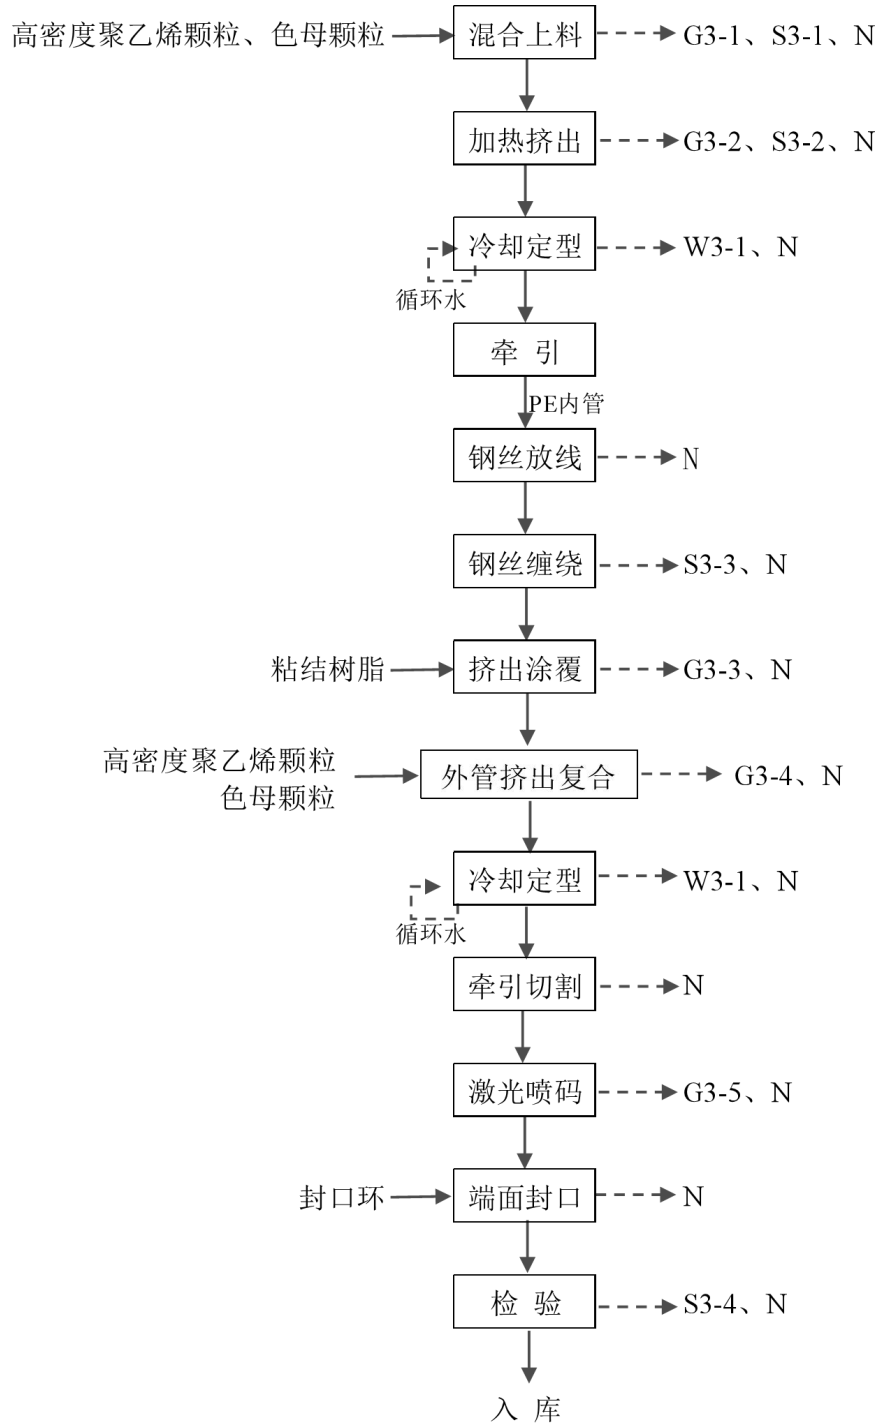 高密度聚乙烯颗粒、色母颗粒 混合上料 G3-1、S3-1、N
加热挤出 G3-2、S3-2、N
冷却定型 W3-1、N
循环水
牵 引
PE内管
钢丝放线 N
钢丝缠绕 S3-3、N
粘结树脂 挤出涂覆 G3-3、N
高密度聚乙烯颗粒
色母颗粒
外管挤出复合 G3-4、N
冷却定型 W3-1、N
循环水
牵引切割 N
激光喷码 G3-5、N
封口环 端面封口 N
检 验 S3-4、N
入 库